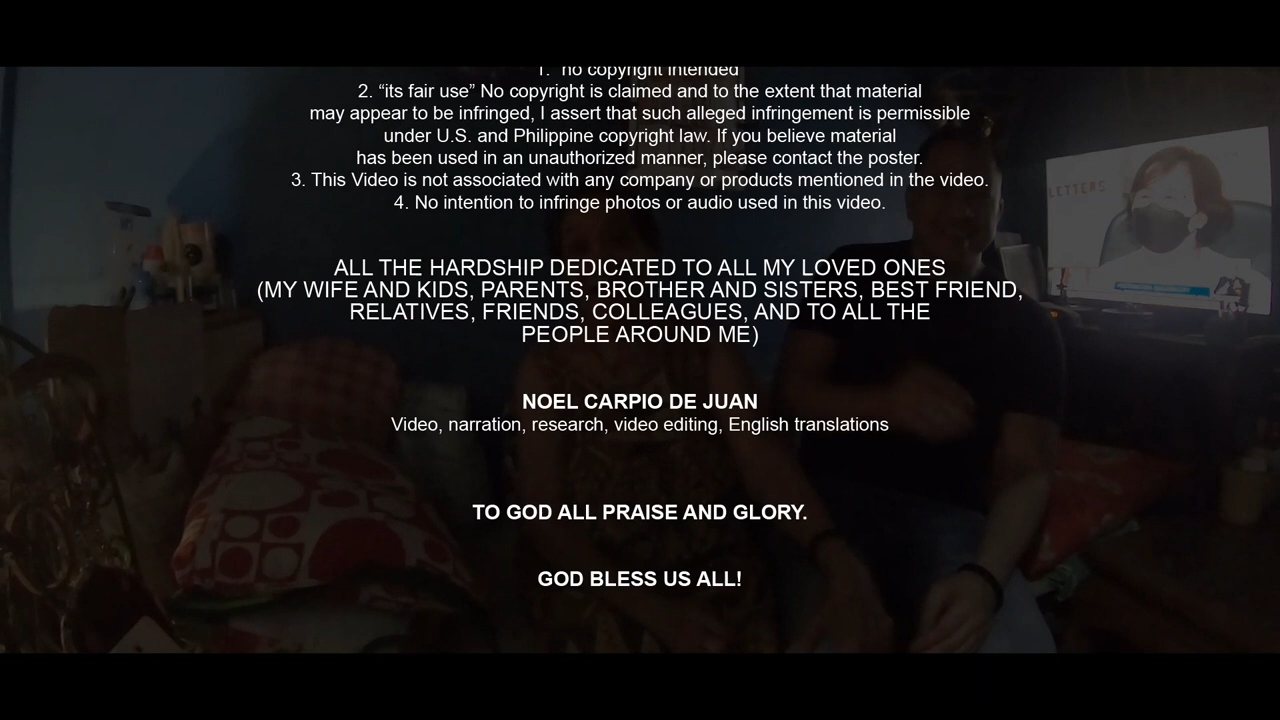 1. "no copyright intended
2. “its fair use” No copyright is claimed and to the extent that material
may appear to be infringed, I assert that such alleged infringement is permissible
under U.S. and Philippine copyright law. If you believe material
has been used in an unauthorized manner, please contact the poster.
3. This Video is not associated with any company or products mentioned in the video.
4. No intention to infringe photos or audio used in this video.
ALL THE HARDSHIP DEDICATED TO ALL MY LOVED ONES
(MY WIFE AND KIDS, PARENTS, BROTHER AND SISTERS, BEST FRIEND,
RELATIVES, FRIENDS, COLLEAGUES, AND TO ALL THE
PEOPLE AROUND ME)
NOEL CARPIO DE JUAN
Video, narration, research, video editing, English translations
TO GOD ALL PRAISE AND GLORY.
GOD BLESS US ALL!
LETTERS